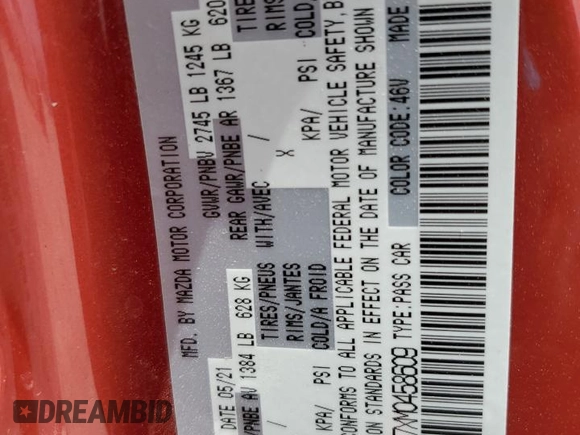 MFD. BY MAZDA MOTOR CORPORATION
DATE 05/21 GVWR/PNBV 2745 LB 1245 KG
/PNBE AV 1384 LB 628 KG REAR GAWR/PNBE AR 1367 LB 620
TIRES/PNEUS WITH/AVEC / TIRE
RIMS/JANTES X RIMS
COLD/A FROID KPA/ PSI COLD/
/ PSI KPA/
CONFORMS TO ALL APPLICABLE FEDERAL MOTOR VEHICLE SAFETY, B
ON STANDARDS IN EFFECT ON THE DATE OF MANUFACTURE SHOWN
7XM0458609 TYPE:PASS CAR COLOR CODE:46V MADE
DREAMBID